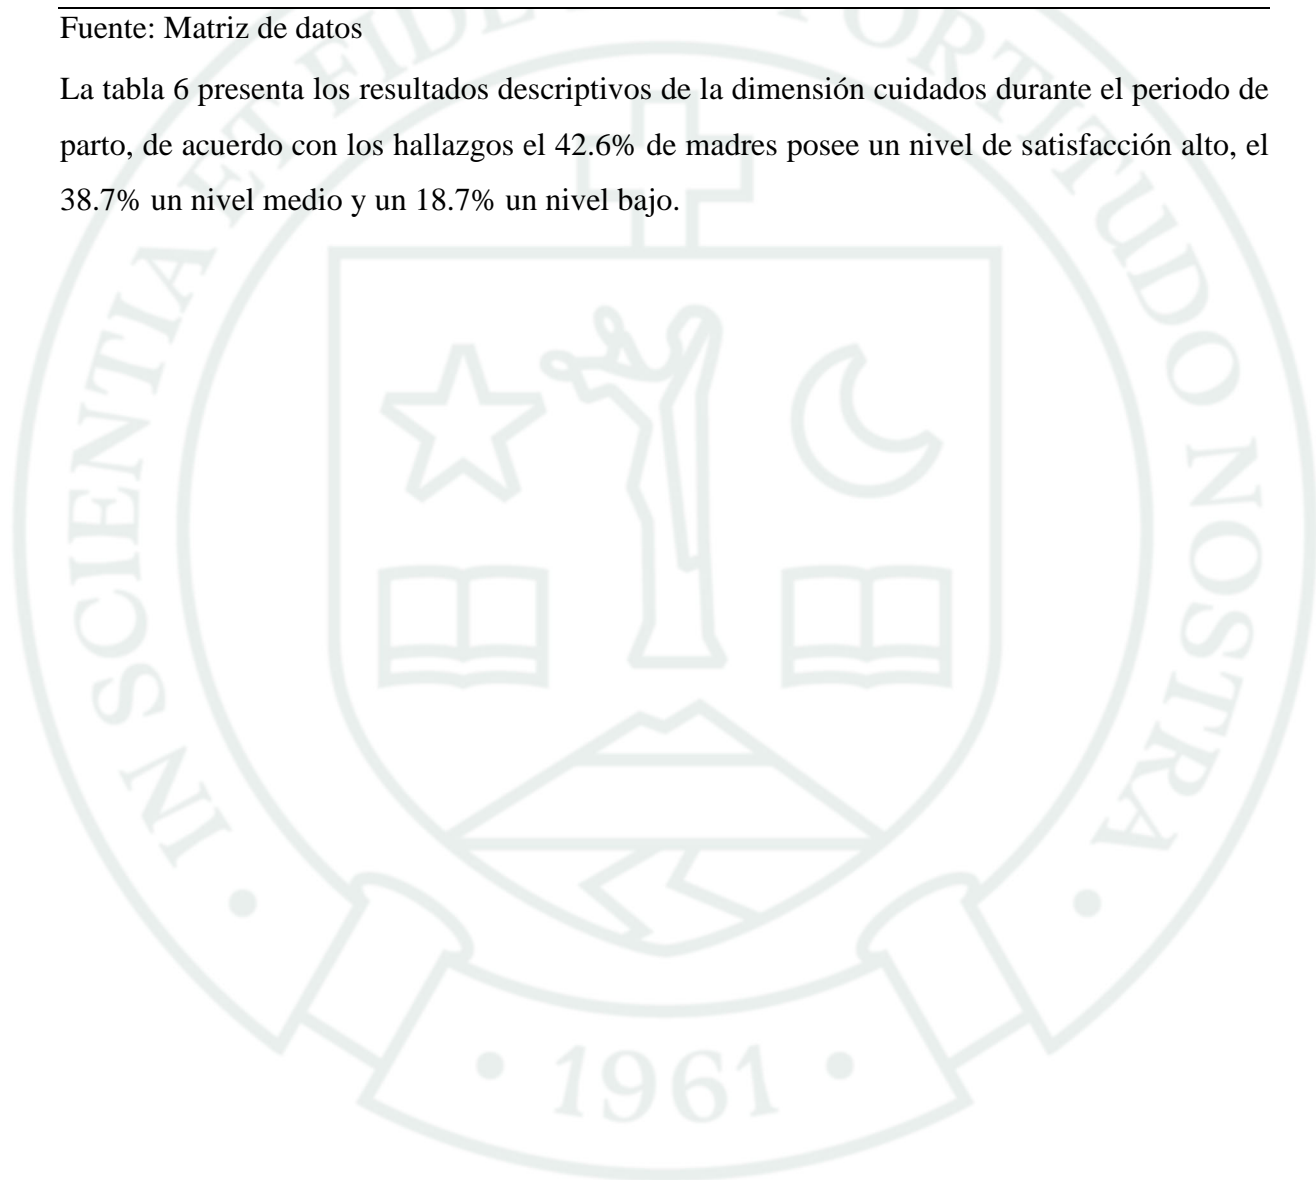 Fuente: Matriz de datos
La tabla 6 presenta los resultados descriptivos de la dimensión cuidados durante el periodo de
parto, de acuerdo con los hallazgos el 42.6% de madres posee un nivel de satisfacción alto, el
38.7% un nivel medio y un 18.7% un nivel bajo.
IN SCIENTIA ET FIDE
FORTITUDO NOSTRA
• 1961 •